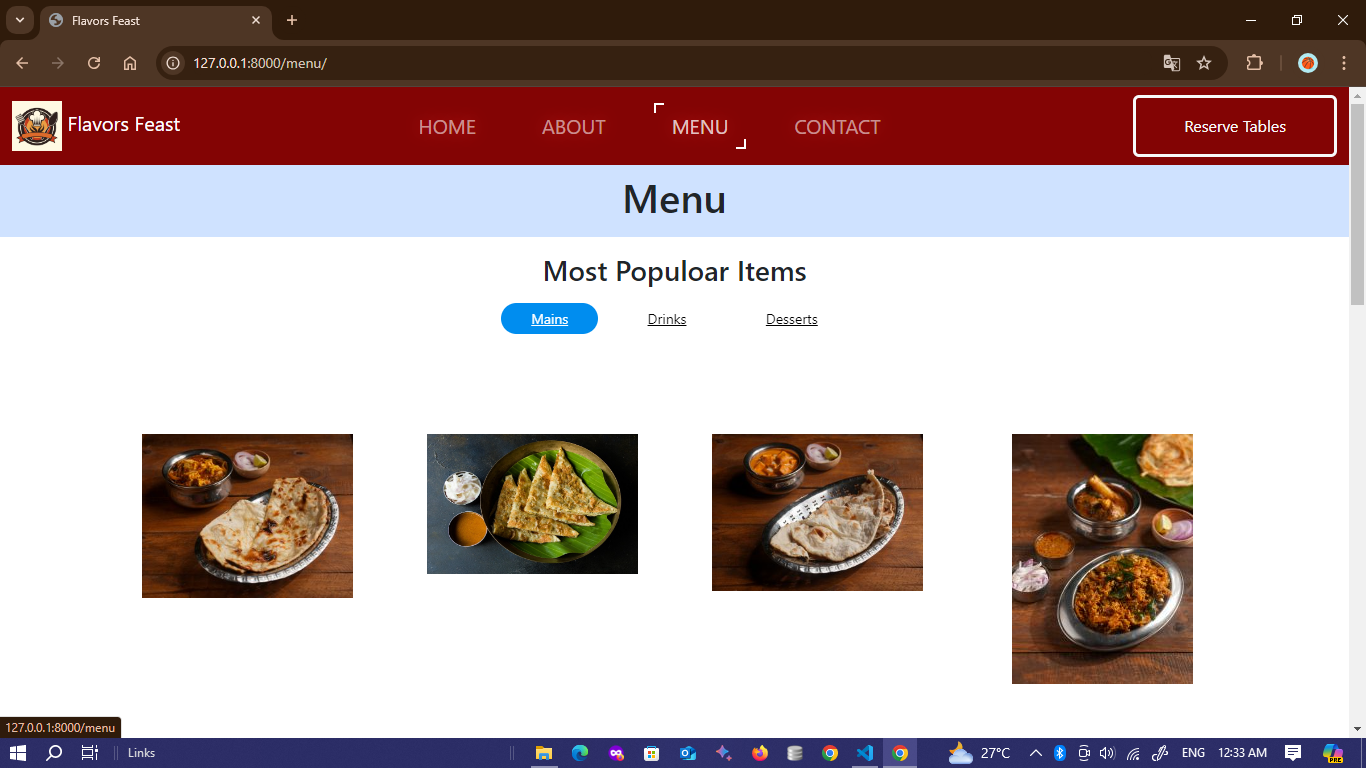 Flavors Feast
127.0.0.1:8000/menu/
Flavors Feast
HOME ABOUT MENU CONTACT
Reserve Tables
Menu
Most Populoar Items
Mains Drinks Desserts
127.0.0.1:8000/menu
Links
27°C
ENG
12:33 AM
PRE